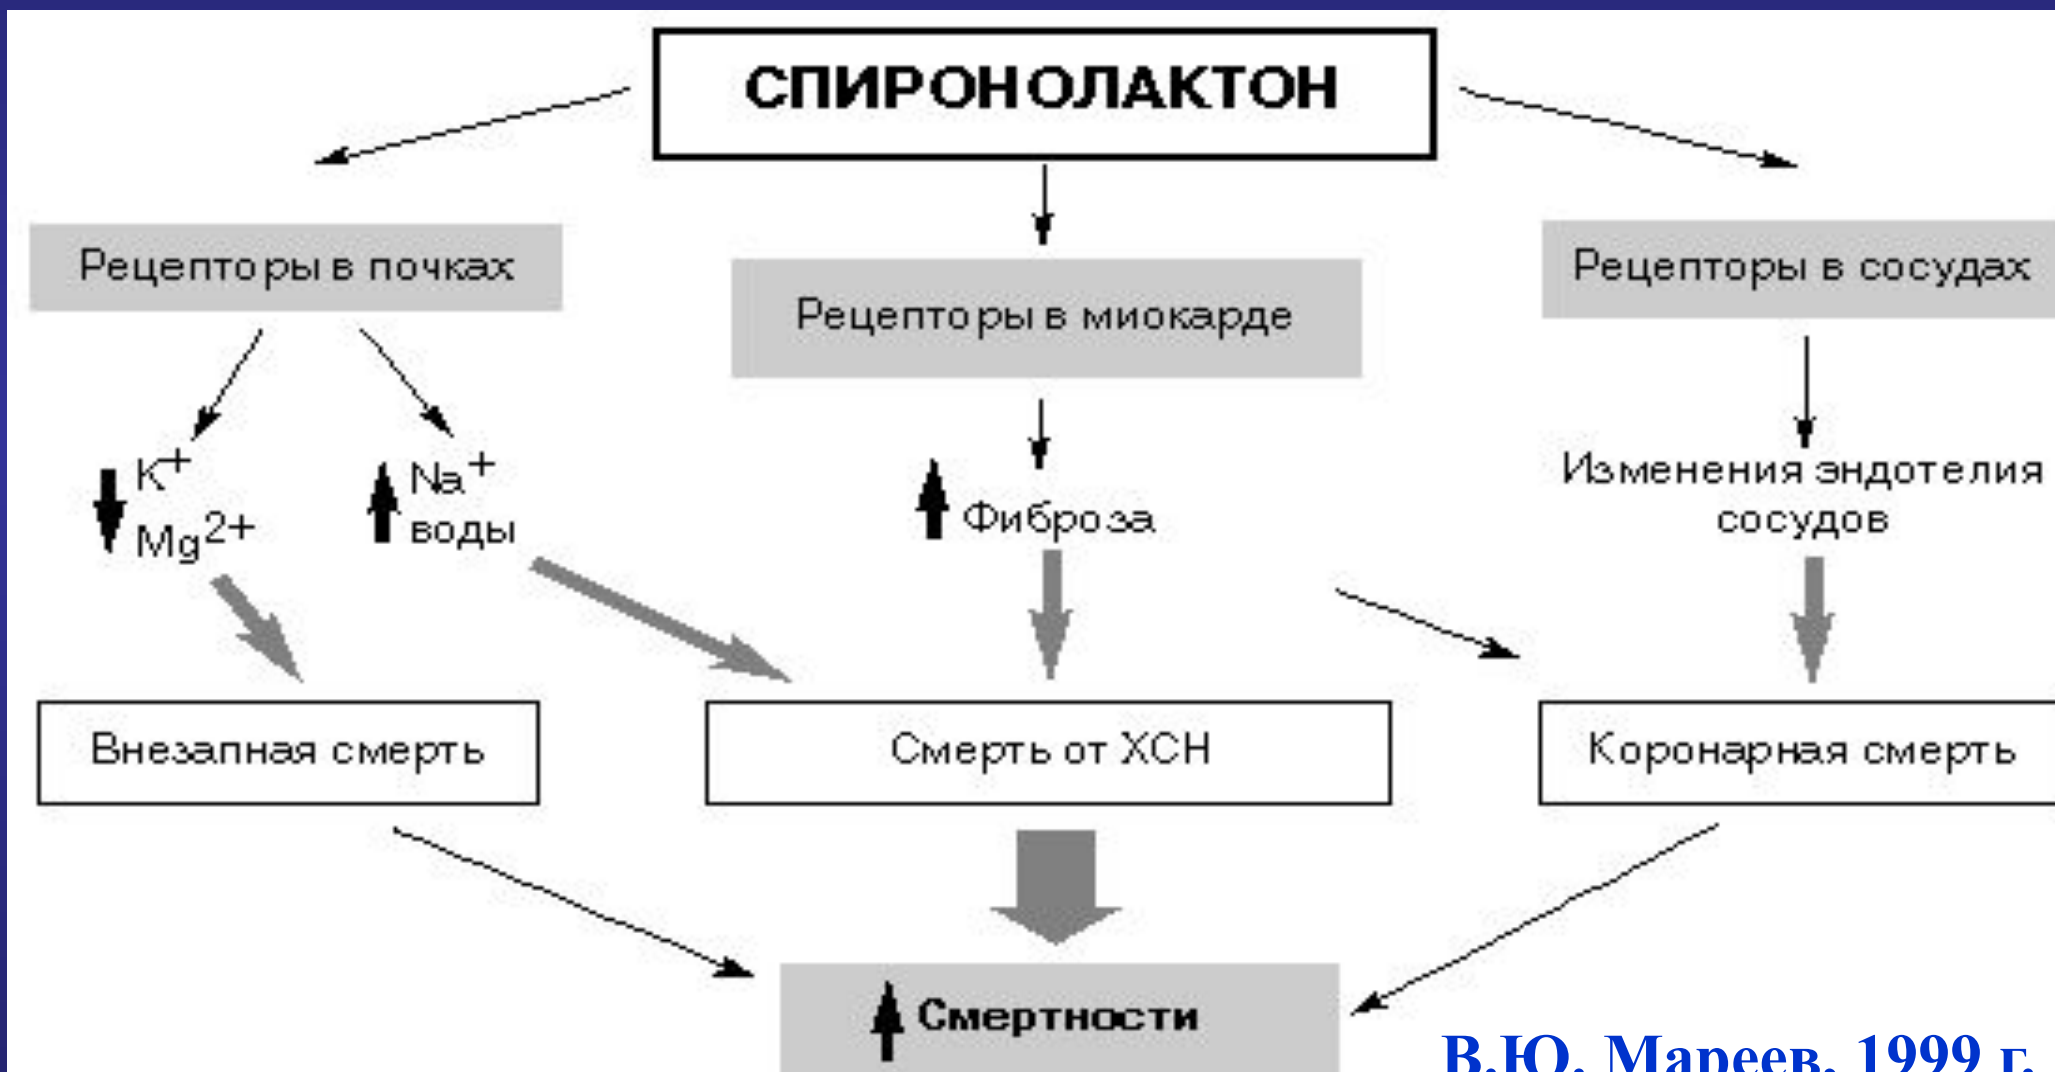 СПИРОНОЛАКТОН
Рецепторы в почках
Рецепторы в миокарде
Рецепторы в сосудах
K+
Mg2+
Na+
воды
Фиброза
Изменения эндотелия
сосудов
Внезапная смерть
Смерть от ХСН
Коронарная смерть
Смертности
В.Ю. Мареев, 1999 г.